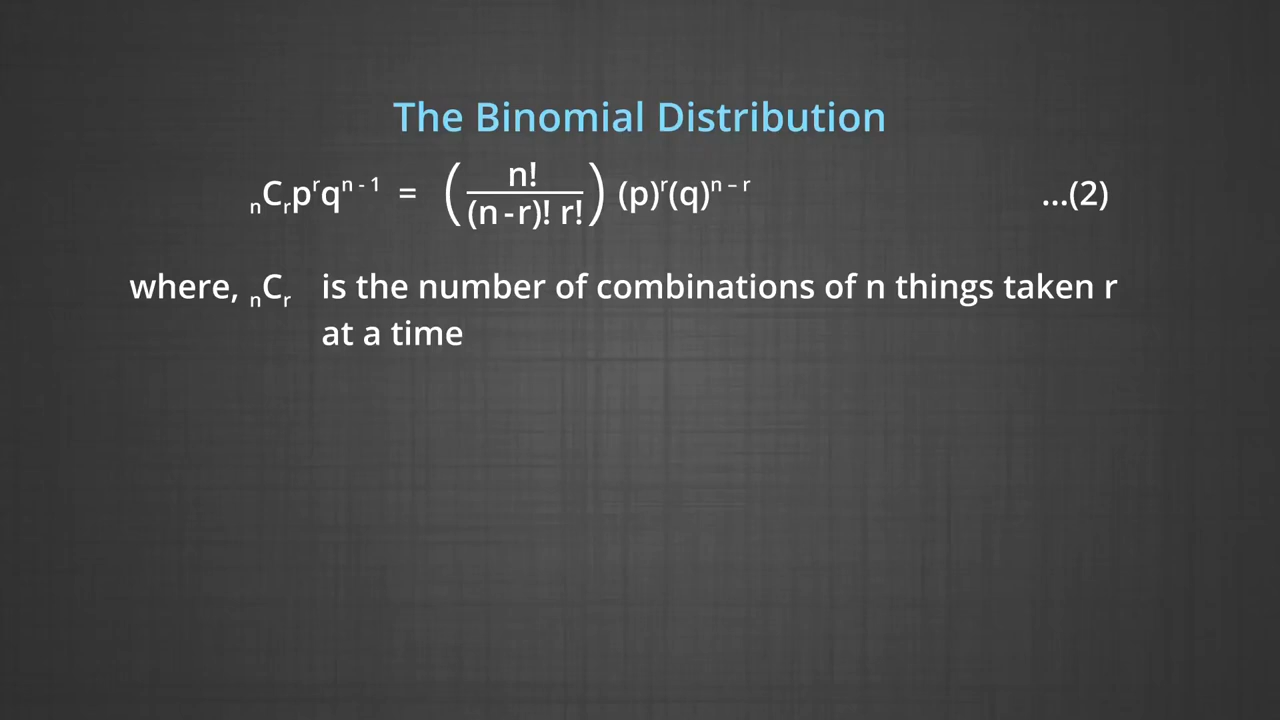 The Binomial Distribution
ₙCᵣpʳqⁿ ⁻ ¹ = (n! / (n - r)! r!) (p)ʳ(q)ⁿ ⁻ ʳ ...(2)
where, ₙCᵣ is the number of combinations of n things taken r
at a time